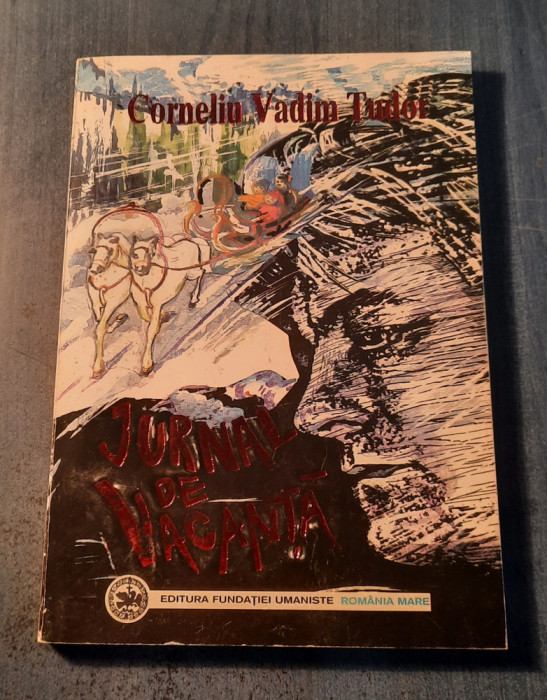 Corneliu Vadim Tudor
JURNAL
DE
VACANȚĂ
EDITURA FUNDAȚIEI UMANISTE ROMÂNIA MARE